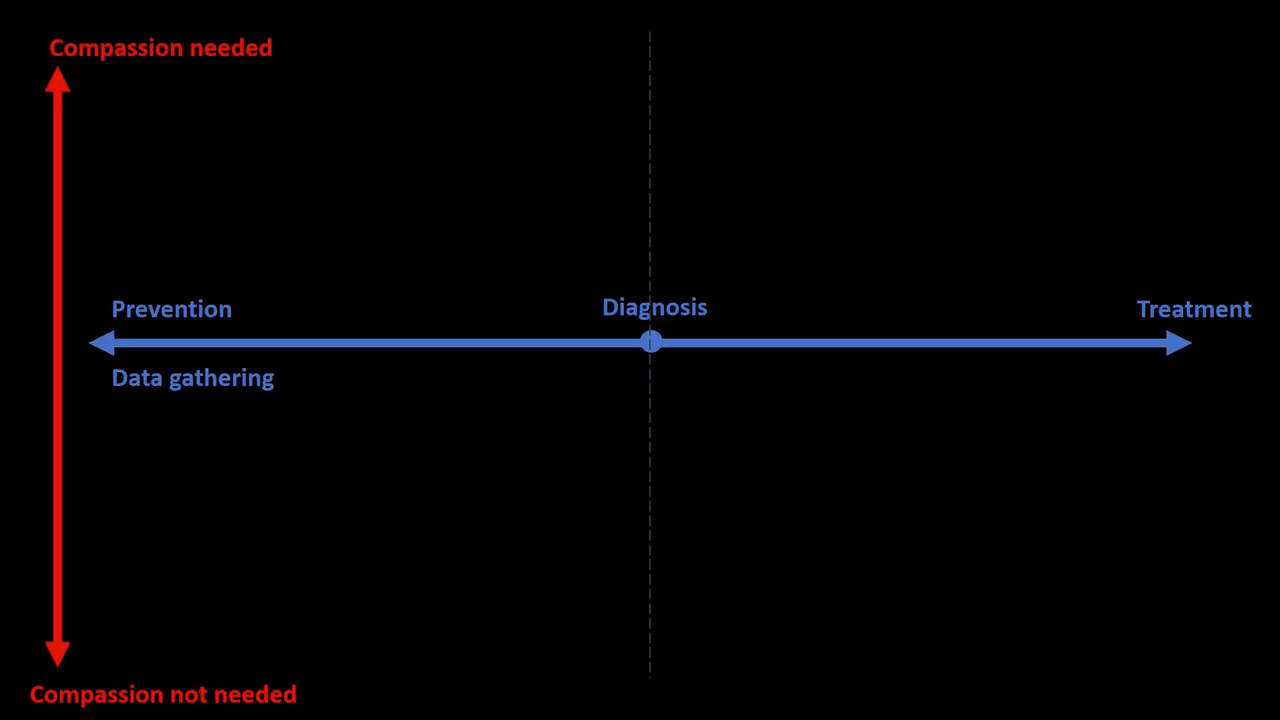 Compassion needed
Prevention
Diagnosis
Treatment
Data gathering
Compassion not needed